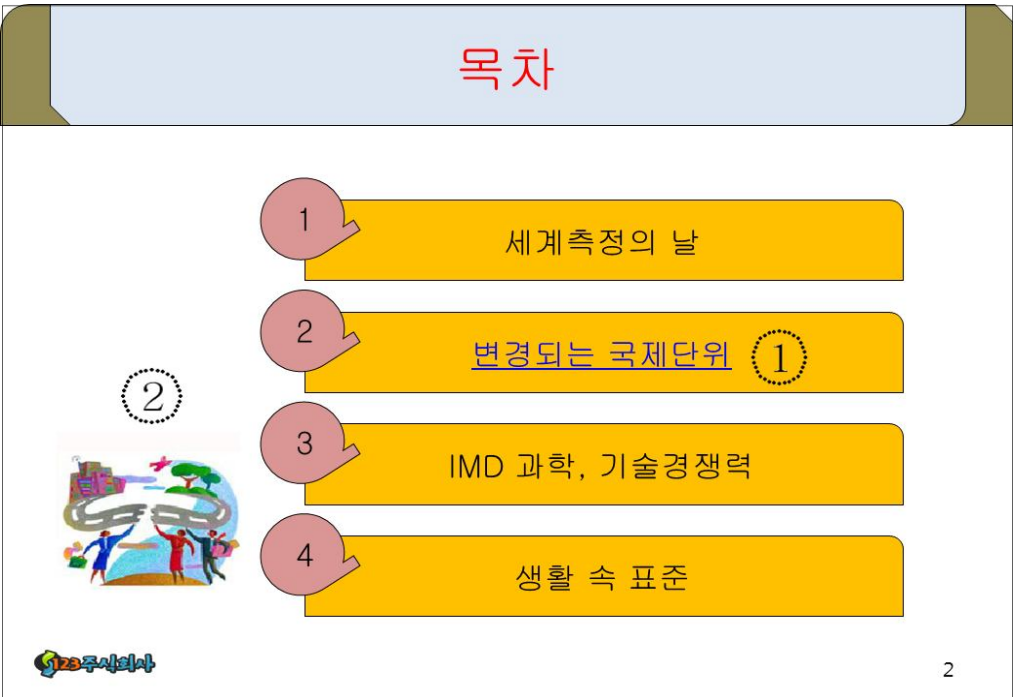 목차
1
세계측정의 날
2
변경되는 국제단위 ①
②
3
IMD 과학, 기술경쟁력
4
생활 속 표준
123주식회사
2